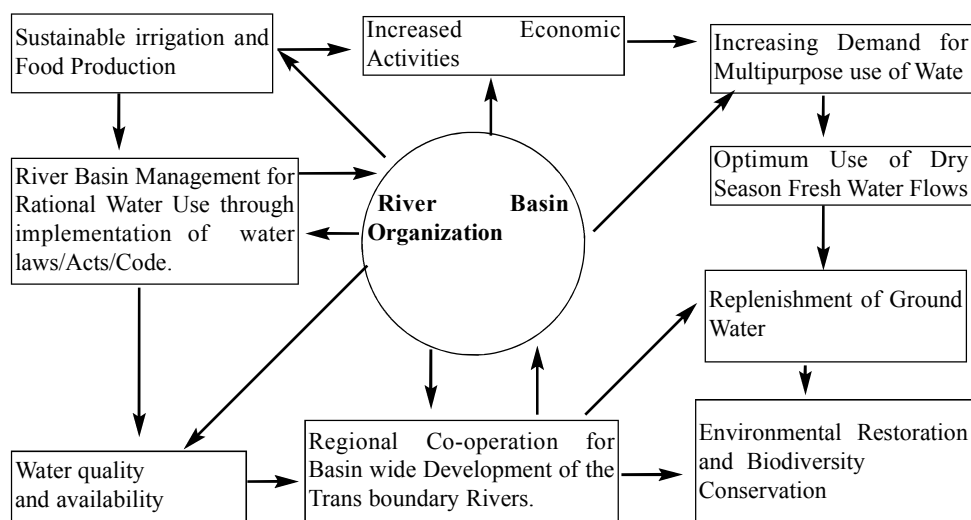 Sustainable irrigation and
Food Production
Increased Economic
Activities
Increasing Demand for
Multipurpose use of Wate
River Basin Management for
Rational Water Use through
implementation of water
laws/Acts/Code.
River Basin
Organization
Optimum Use of Dry
Season Fresh Water Flows
Replenishment of Ground
Water
Water quality
and availability
Regional Co-operation for
Basin wide Development of the
Trans boundary Rivers.
Environmental Restoration
and Biodiversity
Conservation